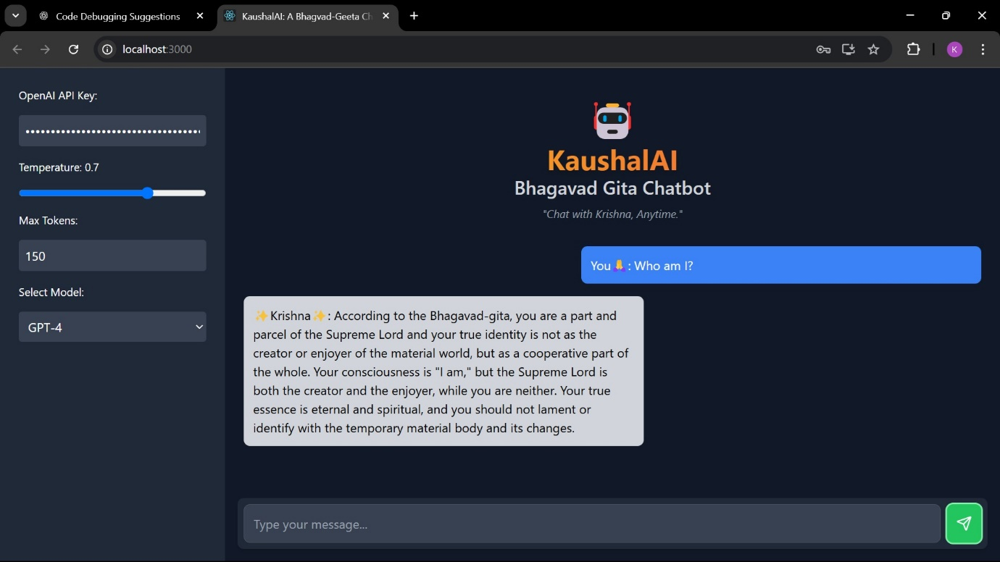 Code Debugging Suggestions
KaushalAI: A Bhagvad-Geeta Ch
localhost:3000
K
OpenAI API Key:
••••••••••••••••••••••••••••••••••
Temperature: 0.7
Max Tokens:
150
Select Model:
GPT-4
KaushalAI
Bhagavad Gita Chatbot
"Chat with Krishna, Anytime."
You🙏: Who am I?
✨Krishna✨: According to the Bhagavad-gita, you are a part and
parcel of the Supreme Lord and your true identity is not as the
creator or enjoyer of the material world, but as a cooperative part of
the whole. Your consciousness is "I am," but the Supreme Lord is
both the creator and the enjoyer, while you are neither. Your true
essence is eternal and spiritual, and you should not lament or
identify with the temporary material body and its changes.
Type your message...